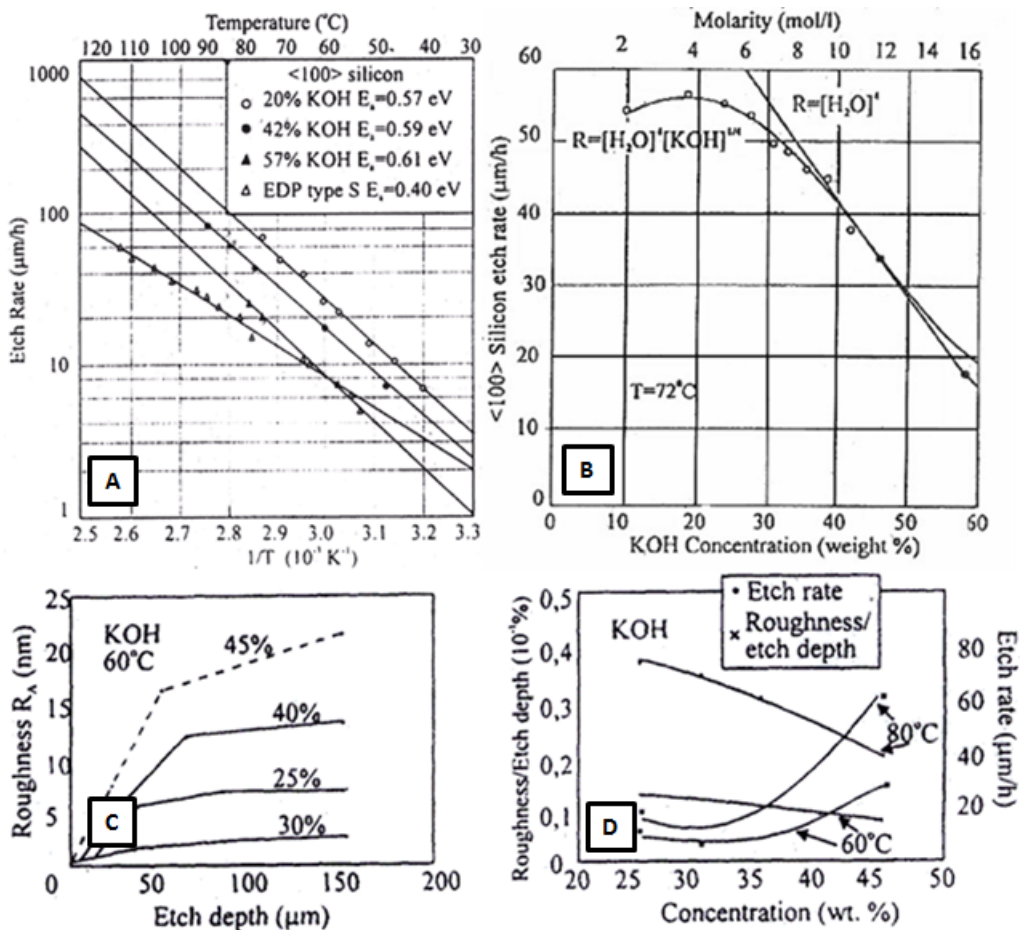 Temperature (°C)
120 110 100 90 80 70 60 50 40 30
Etch Rate (μm/h)
1000
100
10
1
<100> silicon
20% KOH Eₐ=0.57 eV
42% KOH Eₐ=0.59 eV
57% KOH Eₐ=0.61 eV
EDP type S Eₐ=0.40 eV
A
2.5 2.6 2.7 2.8 2.9 3.0 3.1 3.2 3.3
1/T (10⁻³ K⁻¹)
Molarity (mol/l)
2 4 6 8 10 12 14 16
<100> Silicon etch rate (μm/h)
60
50
40
30
20
10
0
R=[H₂O]⁴
R=[H₂O]⁴[KOH]¹/⁴
T=72°C
B
0 10 20 30 40 50 60
KOH Concentration (weight %)
Roughness Rₐ (nm)
25
20
15
10
5
0
KOH
60°C
45%
40%
25%
30%
C
50 100 150 200
Etch depth (μm)
Roughness/Etch depth (10⁻³%)
0,5
0,4
0,3
0,2
0,1
0
KOH
Etch rate
Roughness/
etch depth
80°C
60°C
D
80
60
40
20
Etch rate (μm/h)
20 25 30 35 40 45 50
Concentration (wt. %)